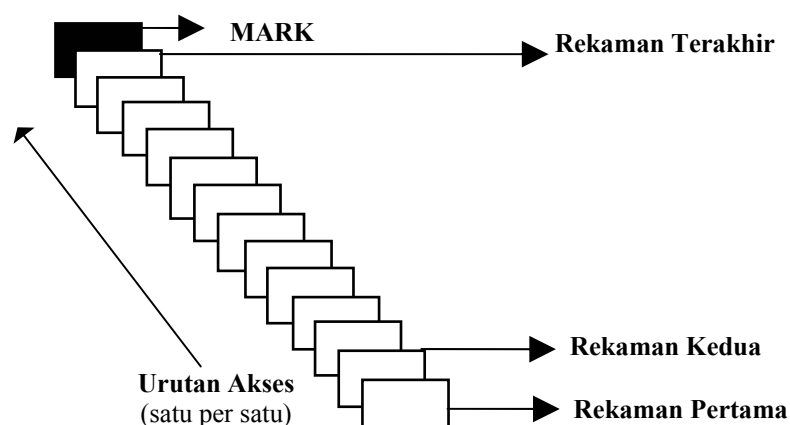 MARK
Rekaman Terakhir
Rekaman Kedua
Urutan Akses
(satu per satu)
Rekaman Pertama